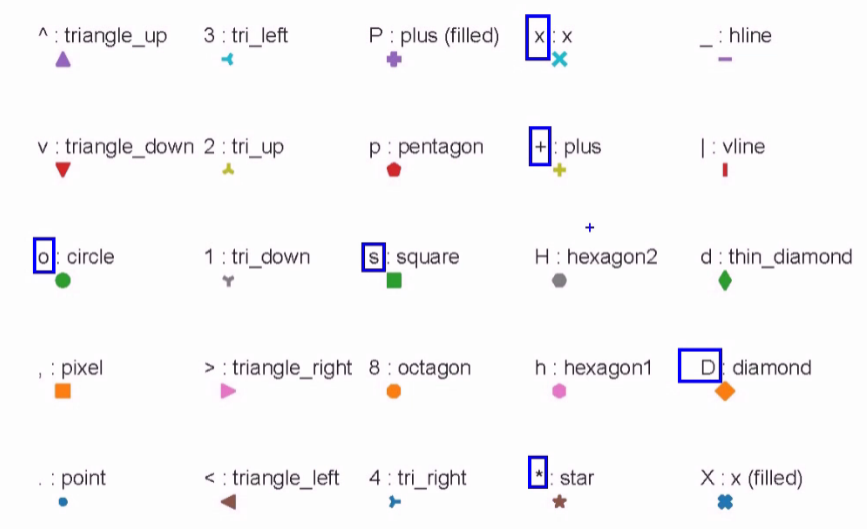 ^ : triangle_up 3 : tri_left P : plus (filled) x : x _ : hline
v : triangle_down 2 : tri_up p : pentagon + : plus | : vline
o : circle 1 : tri_down s : square H : hexagon2 d : thin_diamond
, : pixel > : triangle_right 8 : octagon h : hexagon1 D : diamond
. : point < : triangle_left 4 : tri_right * : star X : x (filled)